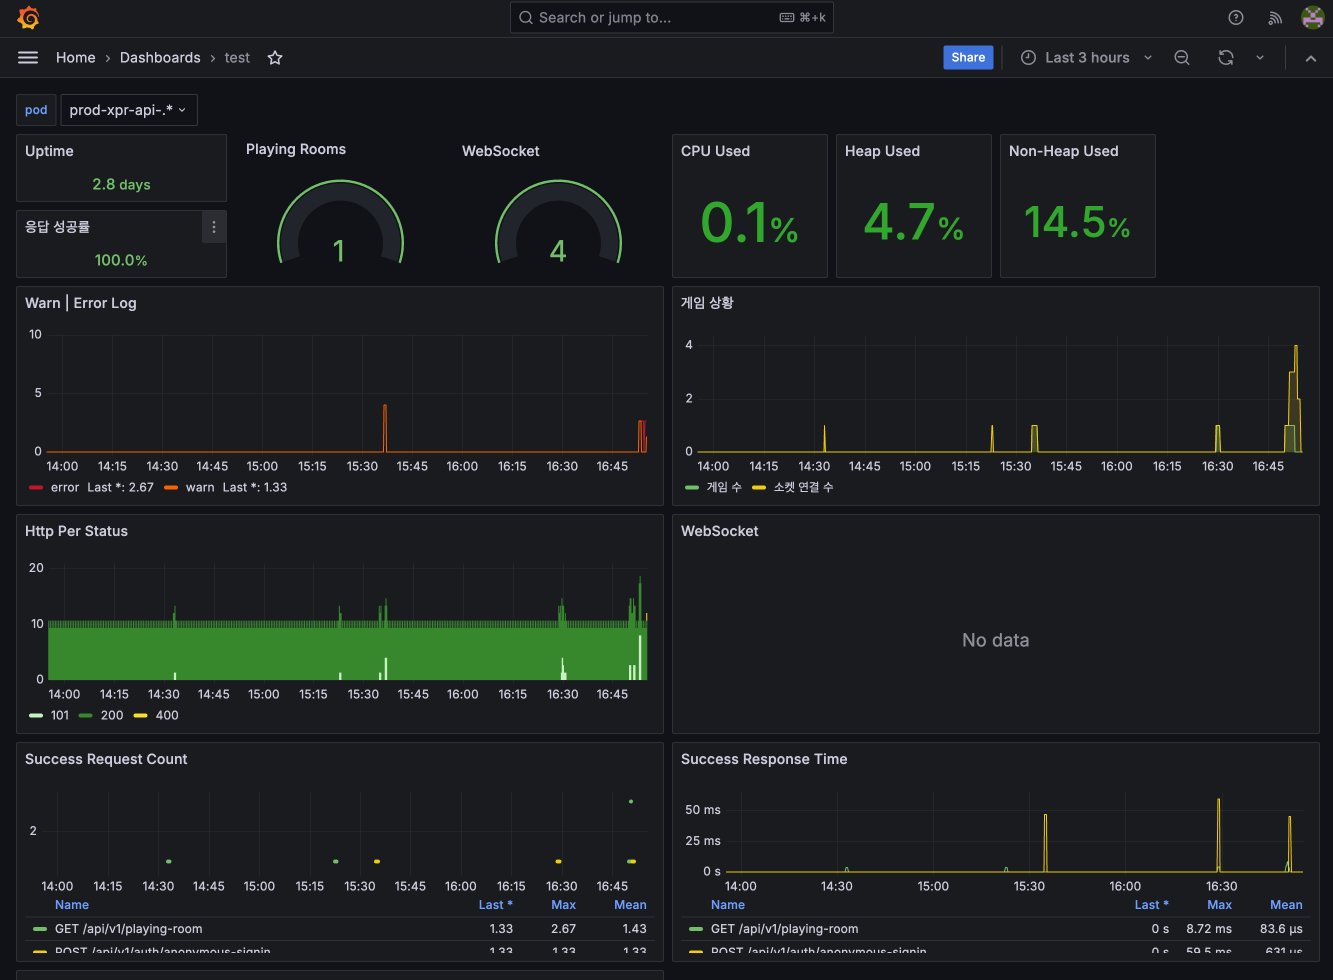 Search or jump to... ⌘+k
Home › Dashboards › test
Share
Last 3 hours
pod prod-xpr-api-.*
Uptime
2.8 days
응답 성공률
100.0%
Playing Rooms
1
WebSocket
4
CPU Used
0.1%
Heap Used
4.7%
Non-Heap Used
14.5%
Warn | Error Log
10
5
0
14:00 14:15 14:30 14:45 15:00 15:15 15:30 15:45 16:00 16:15 16:30 16:45
error Last *: 2.67 warn Last *: 1.33
게임 상황
4
2
0
14:00 14:15 14:30 14:45 15:00 15:15 15:30 15:45 16:00 16:15 16:30 16:45
게임 수 소켓 연결 수
Http Per Status
20
10
0
14:00 14:15 14:30 14:45 15:00 15:15 15:30 15:45 16:00 16:15 16:30 16:45
101 200 400
WebSocket
No data
Success Request Count
2
14:00 14:15 14:30 14:45 15:00 15:15 15:30 15:45 16:00 16:15 16:30 16:45
Name Last * Max Mean
GET /api/v1/playing-room 1.33 2.67 1.43
POST /api/v1/auth/anonymous-signin 1.33 1.33 1.33
Success Response Time
50 ms
25 ms
0 s
14:00 14:30 15:00 15:30 16:00 16:30
Name Last * Max Mean
GET /api/v1/playing-room 0 s 8.72 ms 83.6 µs
POST /api/v1/auth/anonymous-signin 0 s 59.5 ms 631 µs